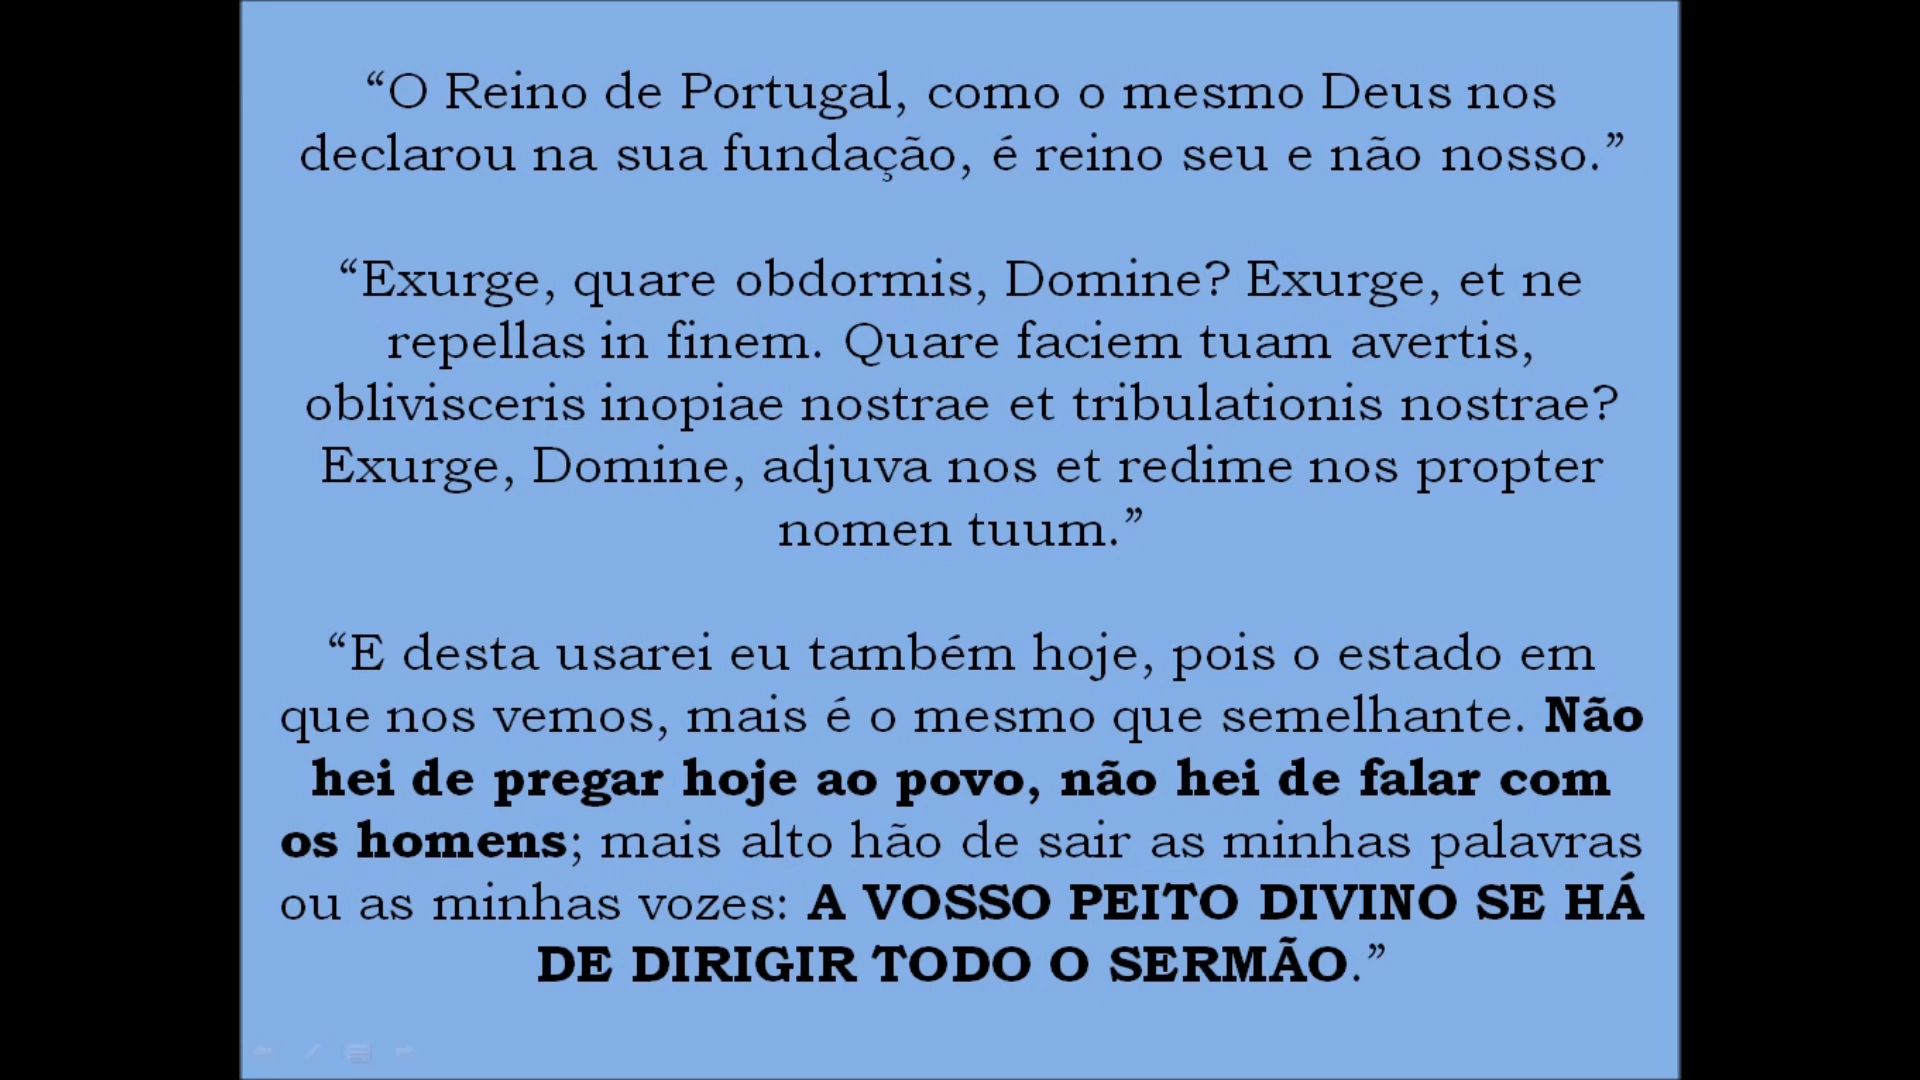 “O Reino de Portugal, como o mesmo Deus nos
declarou na sua fundação, é reino seu e não nosso.”
“Exurge, quare obdormis, Domine? Exurge, et ne
repellas in finem. Quare faciem tuam avertis,
oblivisceris inopiae nostrae et tribulationis nostrae?
Exurge, Domine, adjuva nos et redime nos propter
nomen tuum.”
“E desta usarei eu também hoje, pois o estado em
que nos vemos, mais é o mesmo que semelhante. Não
hei de pregar hoje ao povo, não hei de falar com
os homens; mais alto hão de sair as minhas palavras
ou as minhas vozes: A VOSSO PEITO DIVINO SE HÁ
DE DIRIGIR TODO O SERMÃO.”